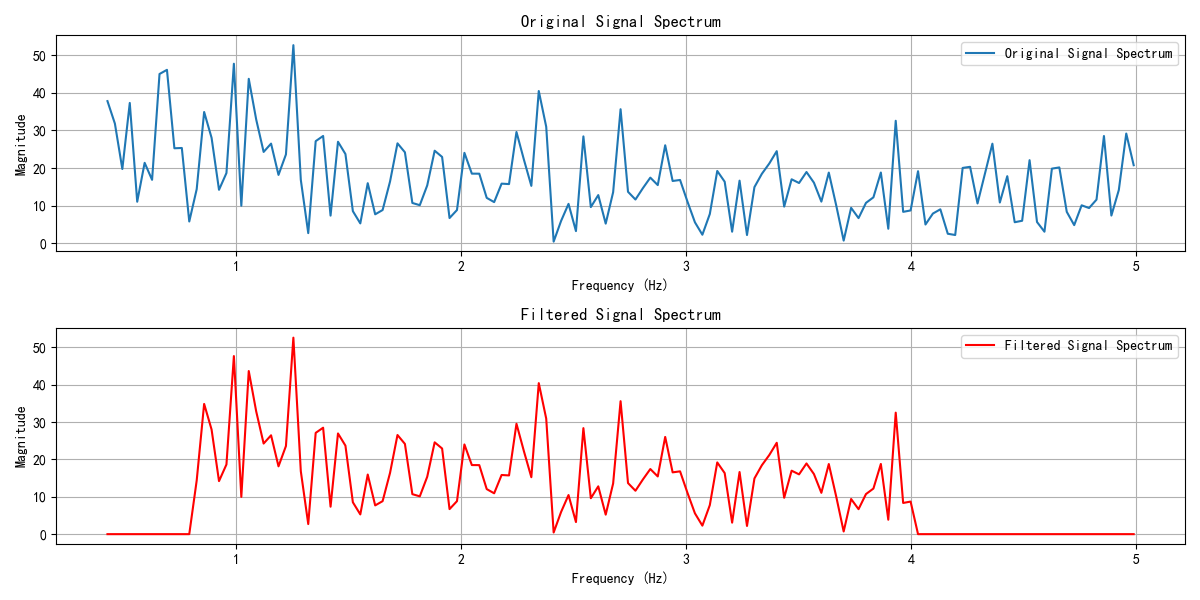 Original Signal Spectrum
Original Signal Spectrum
Magnitude
50
40
30
20
10
0
1
2
3
4
5
Frequency (Hz)
Filtered Signal Spectrum
Filtered Signal Spectrum
Magnitude
50
40
30
20
10
0
1
2
3
4
5
Frequency (Hz)